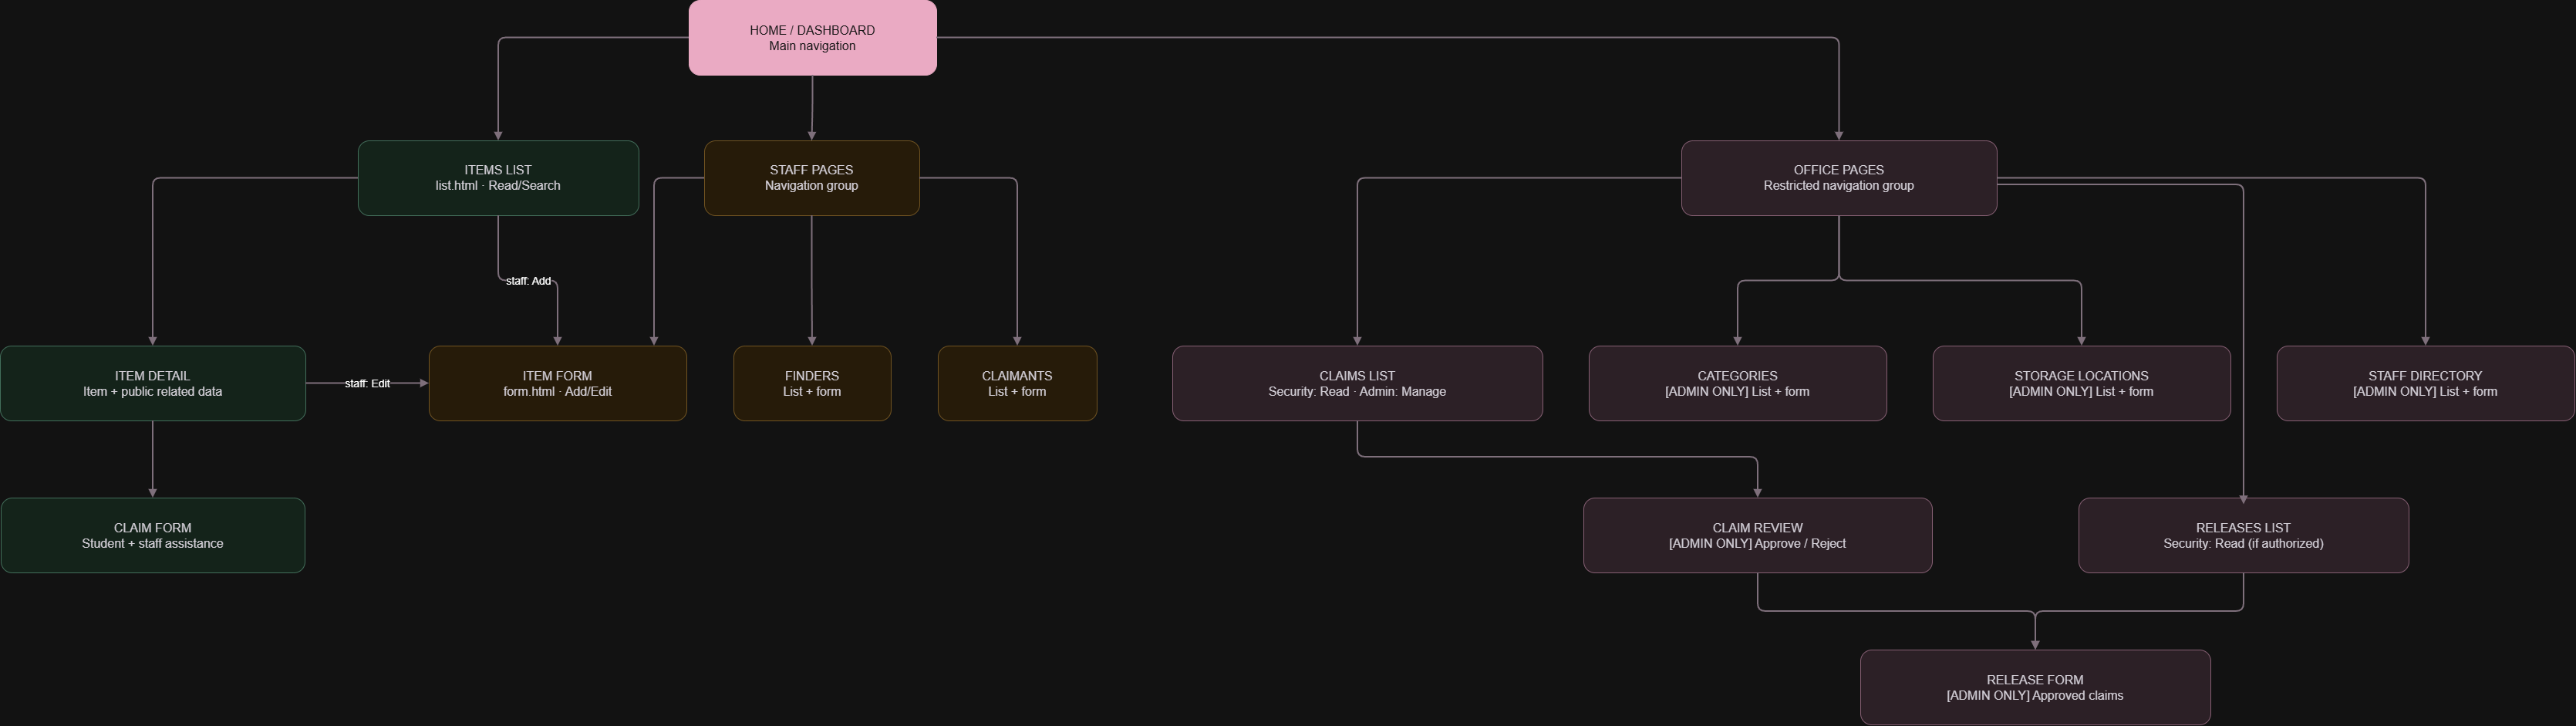 HOME / DASHBOARD
Main navigation
ITEMS LIST
list.html · Read/Search
STAFF PAGES
Navigation group
OFFICE PAGES
Restricted navigation group
staff: Add
ITEM DETAIL
Item + public related data
staff: Edit
ITEM FORM
form.html · Add/Edit
FINDERS
List + form
CLAIMANTS
List + form
CLAIMS LIST
Security: Read · Admin: Manage
CATEGORIES
[ADMIN ONLY] List + form
STORAGE LOCATIONS
[ADMIN ONLY] List + form
STAFF DIRECTORY
[ADMIN ONLY] List + form
CLAIM FORM
Student + staff assistance
CLAIM REVIEW
[ADMIN ONLY] Approve / Reject
RELEASES LIST
Security: Read (if authorized)
RELEASE FORM
[ADMIN ONLY] Approved claims